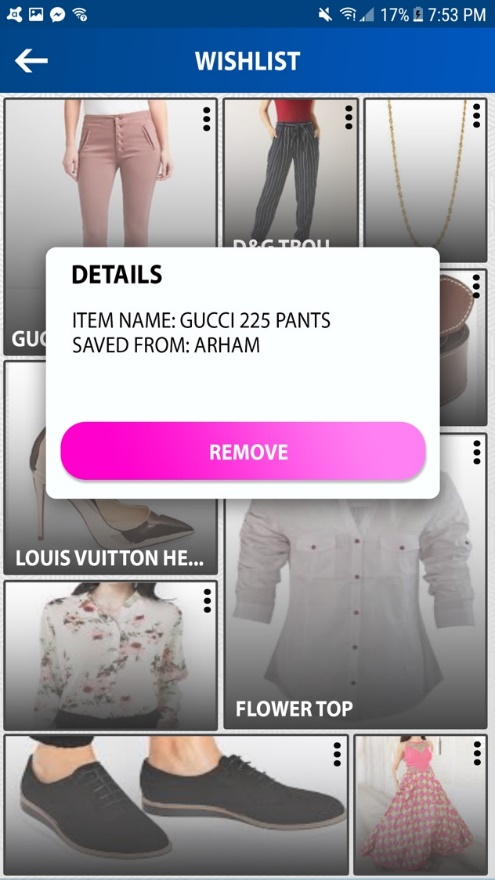 17% 7:53 PM
WISHLIST
D&G TROU
DETAILS
ITEM NAME: GUCCI 225 PANTS
SAVED FROM: ARHAM
GUC
REMOVE
LOUIS VUITTON HE...
FLOWER TOP